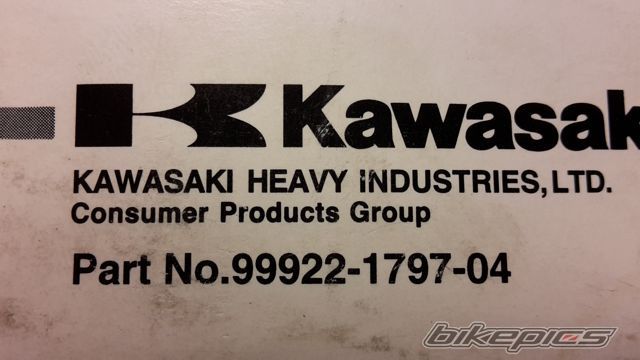 Kawasak
KAWASAKI HEAVY INDUSTRIES, LTD.
Consumer Products Group
Part No.99922-1797-04
bikepics